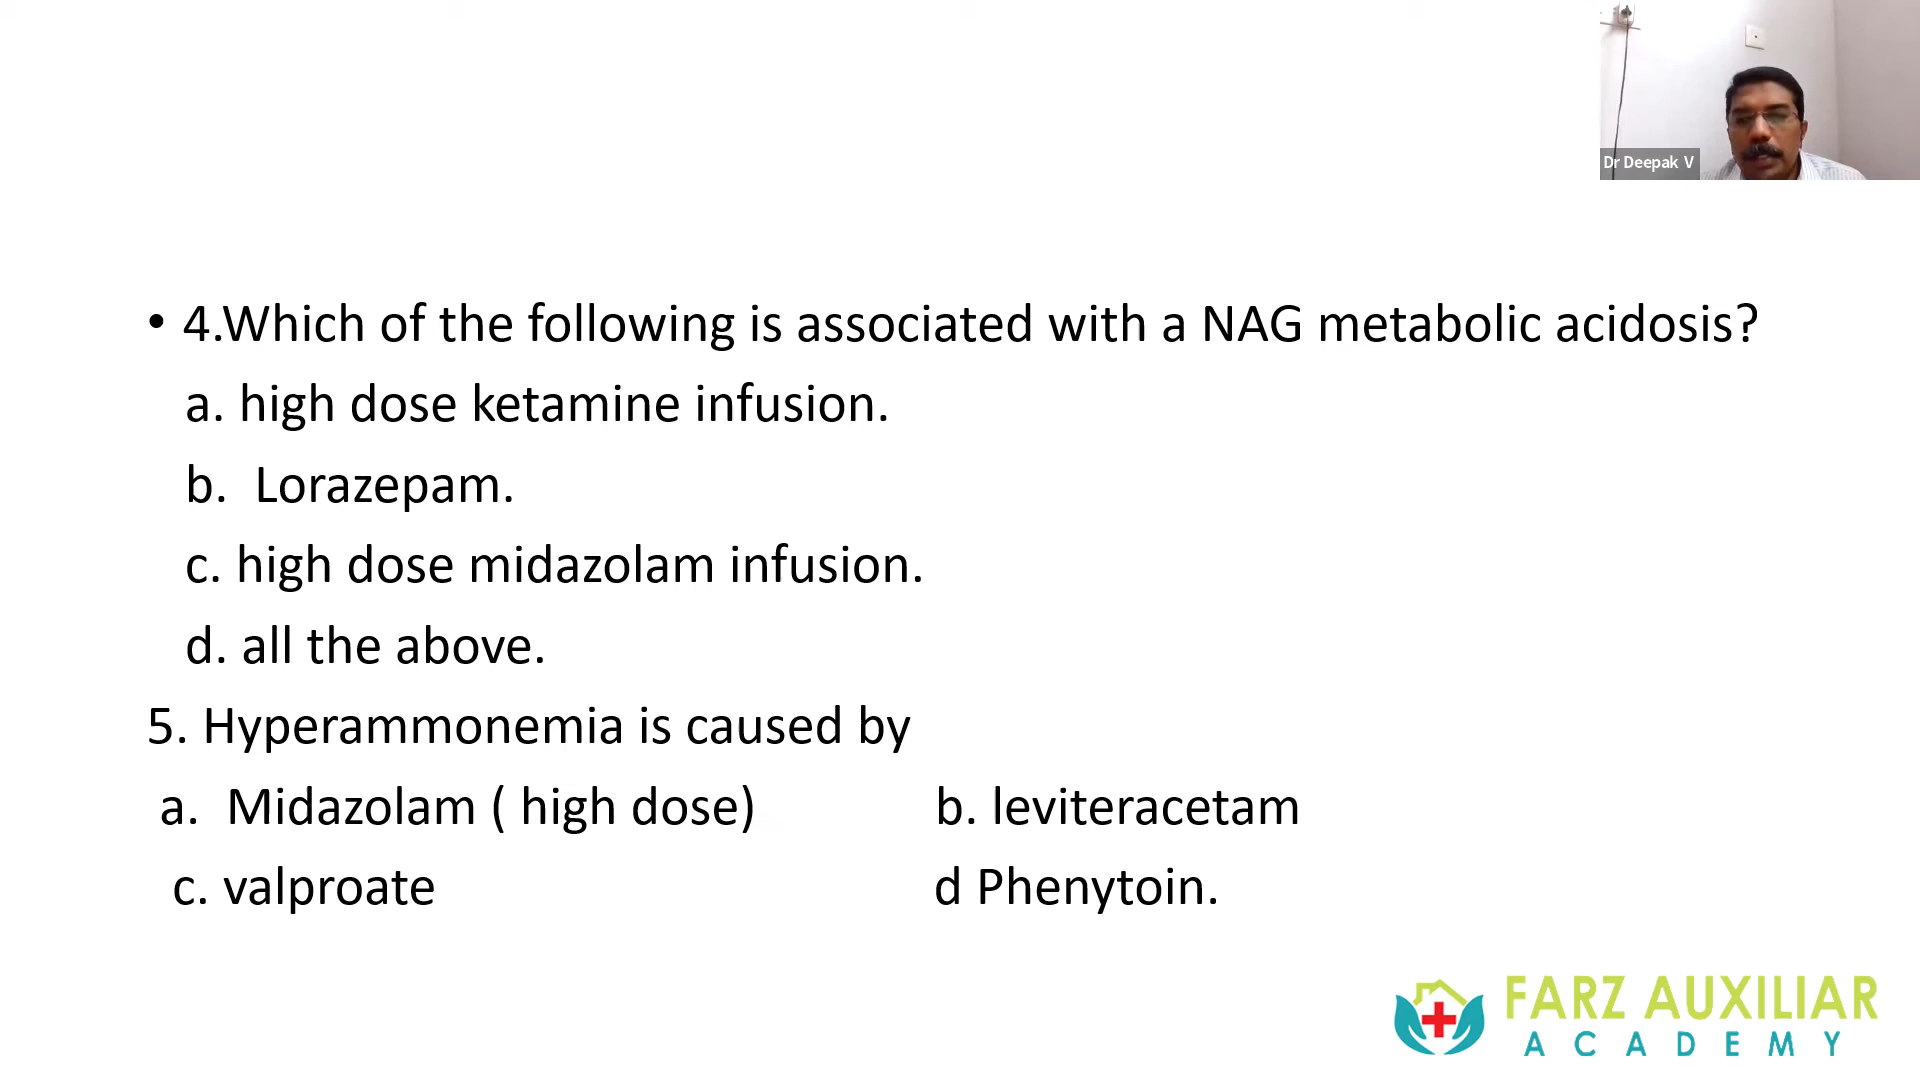 Dr Deepak V
• 4.Which of the following is associated with a NAG metabolic acidosis?
a. high dose ketamine infusion.
b. Lorazepam.
c. high dose midazolam infusion.
d. all the above.
5. Hyperammonemia is caused by
a. Midazolam ( high dose) b. leviteracetam
c. valproate d Phenytoin.
FARZ AUXILIAR
ACADEMY